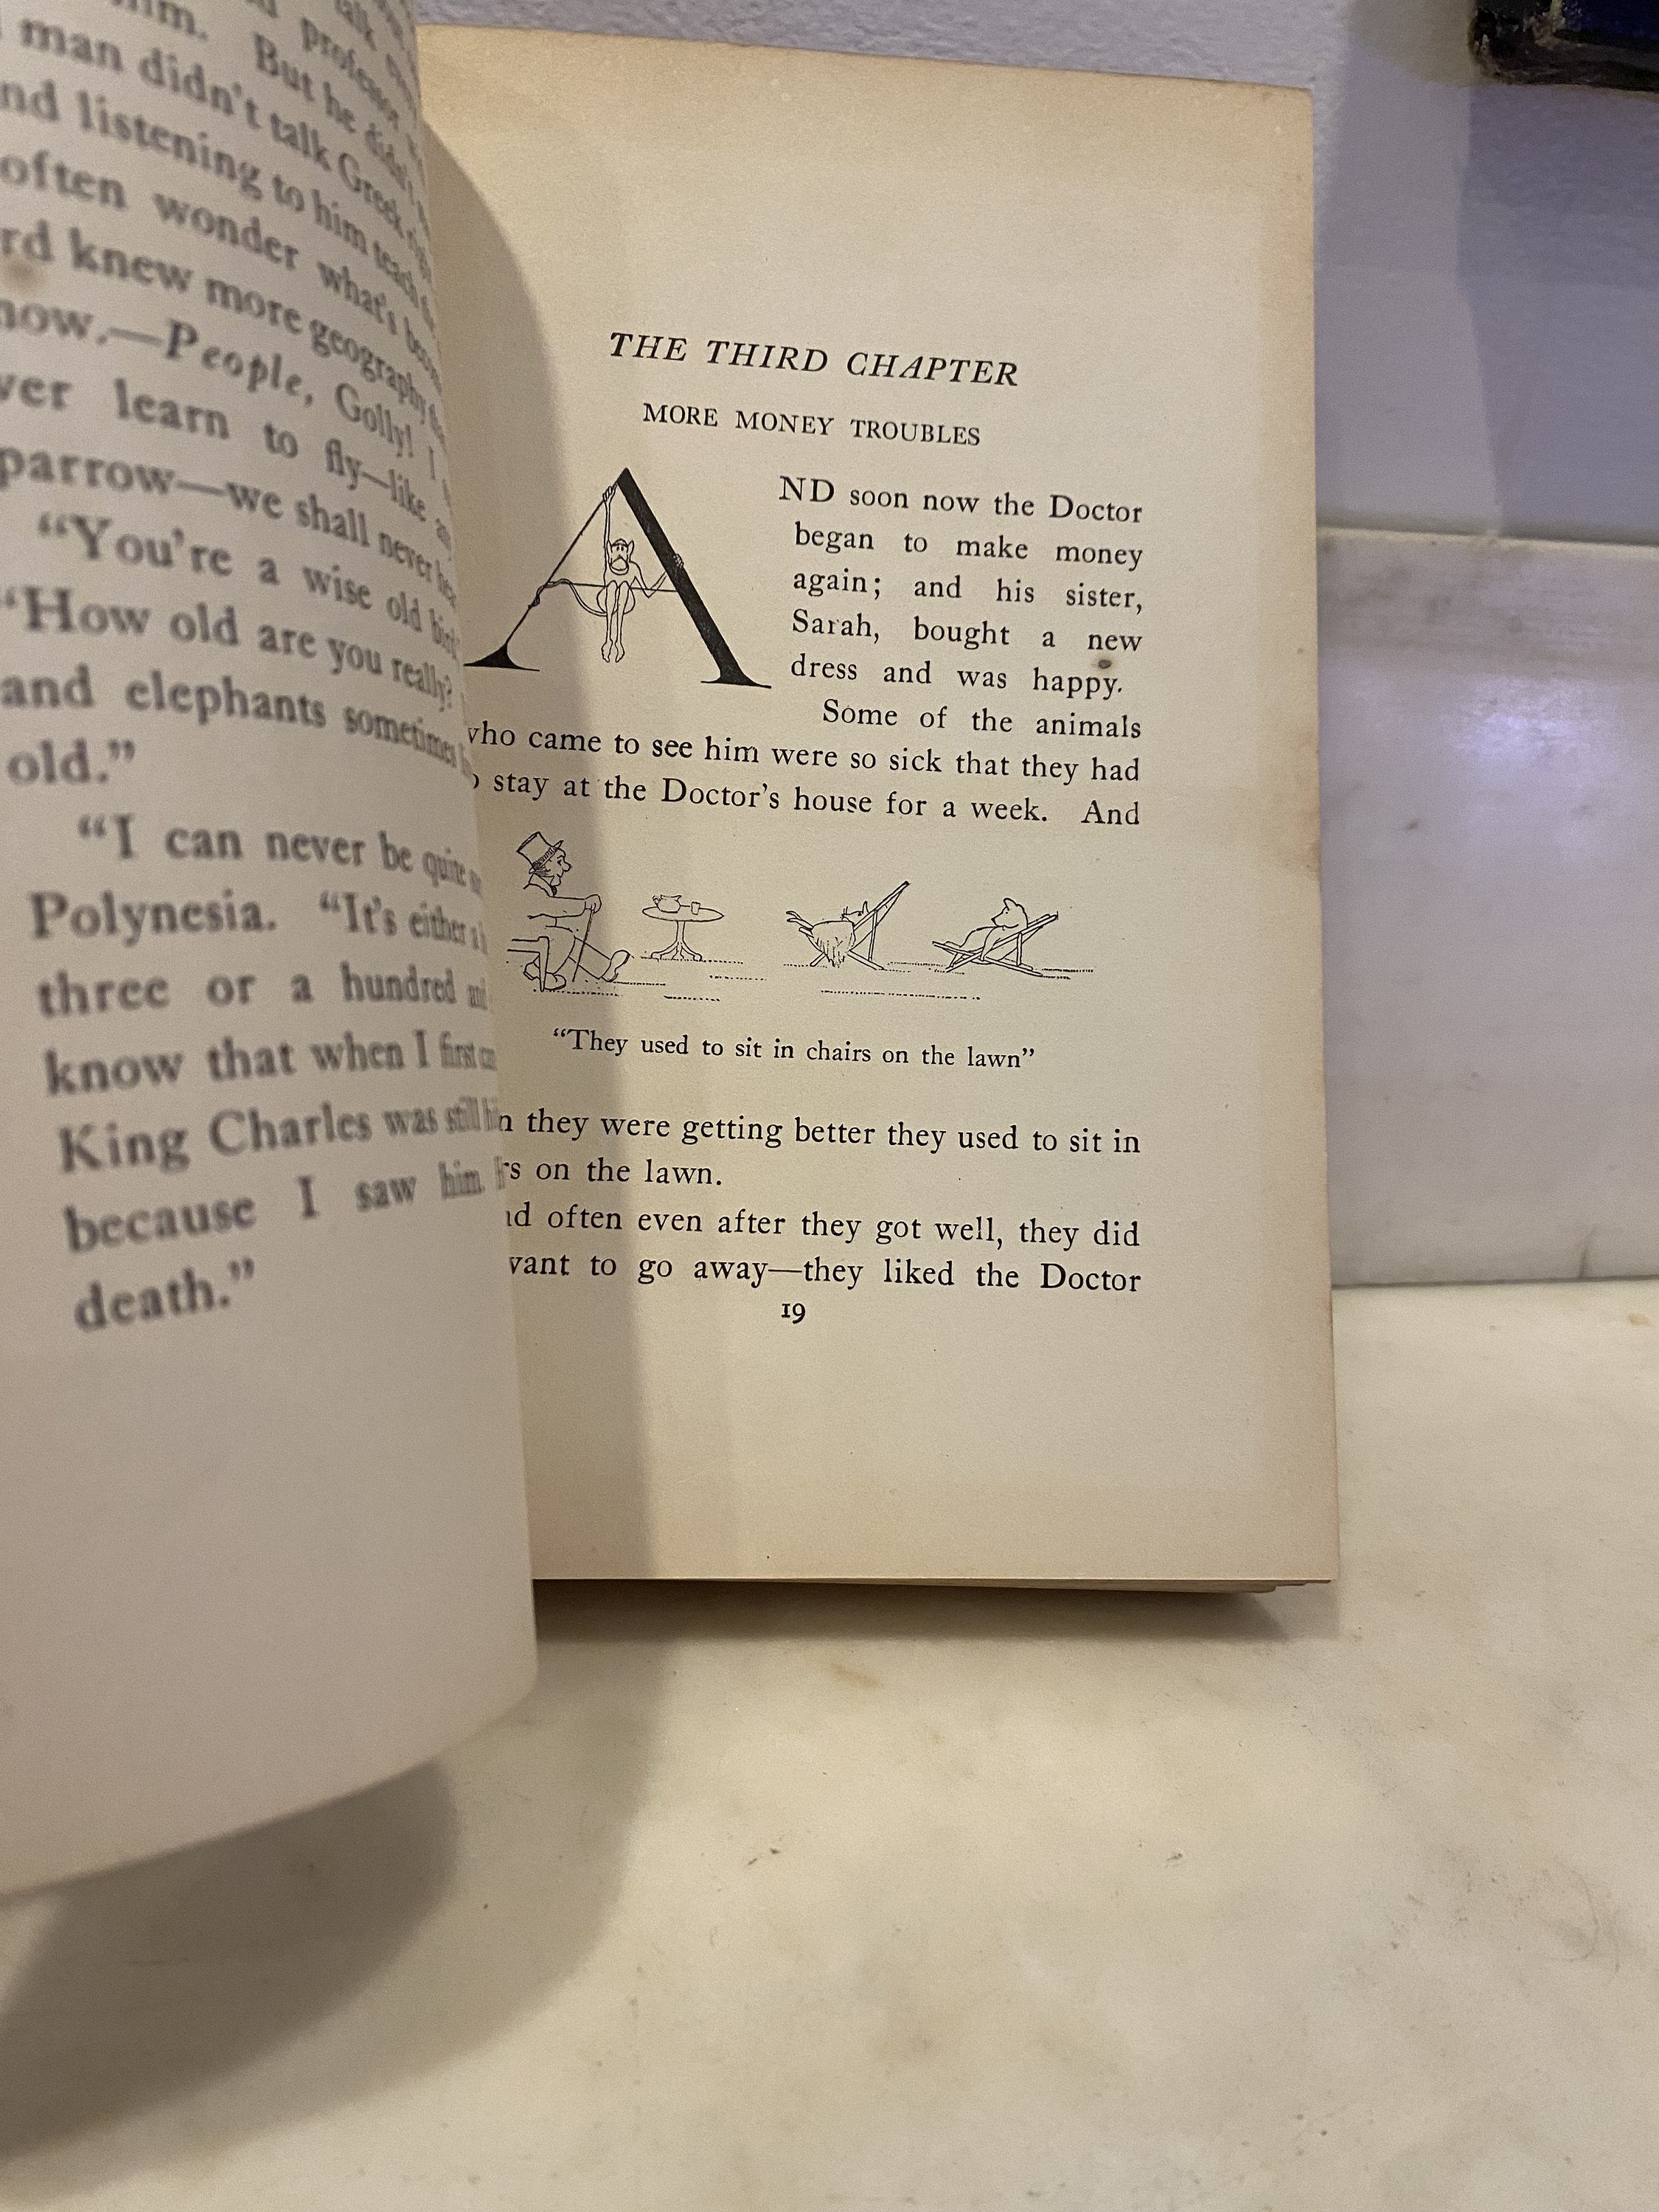 talk
professor
him. But he didn't
man didn't talk Greek
listening to him teach
often wonder what's
knew more geography
People, Golly! I
learn to fly—like
we shall never
"You're a wise old
"How old are you really?
and elephants sometimes
old."
"I can never be quite
Polynesia. "It's either
three or a hundred
know that when I first
King Charles was still
because I saw him
death."
THE THIRD CHAPTER
MORE MONEY TROUBLES
AND soon now the Doctor
began to make money
again; and his sister,
Sarah, bought a new
dress and was happy.
Some of the animals
who came to see him were so sick that they had
stay at the Doctor's house for a week. And
"They used to sit in chairs on the lawn"
they were getting better they used to sit in
on the lawn.
often even after they got well, they did
to go away—they liked the Doctor
19